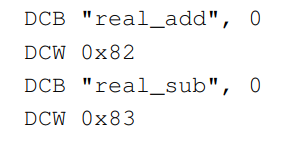 DCB "real_add", 0
DCW 0x82
DCB "real_sub", 0
DCW 0x83